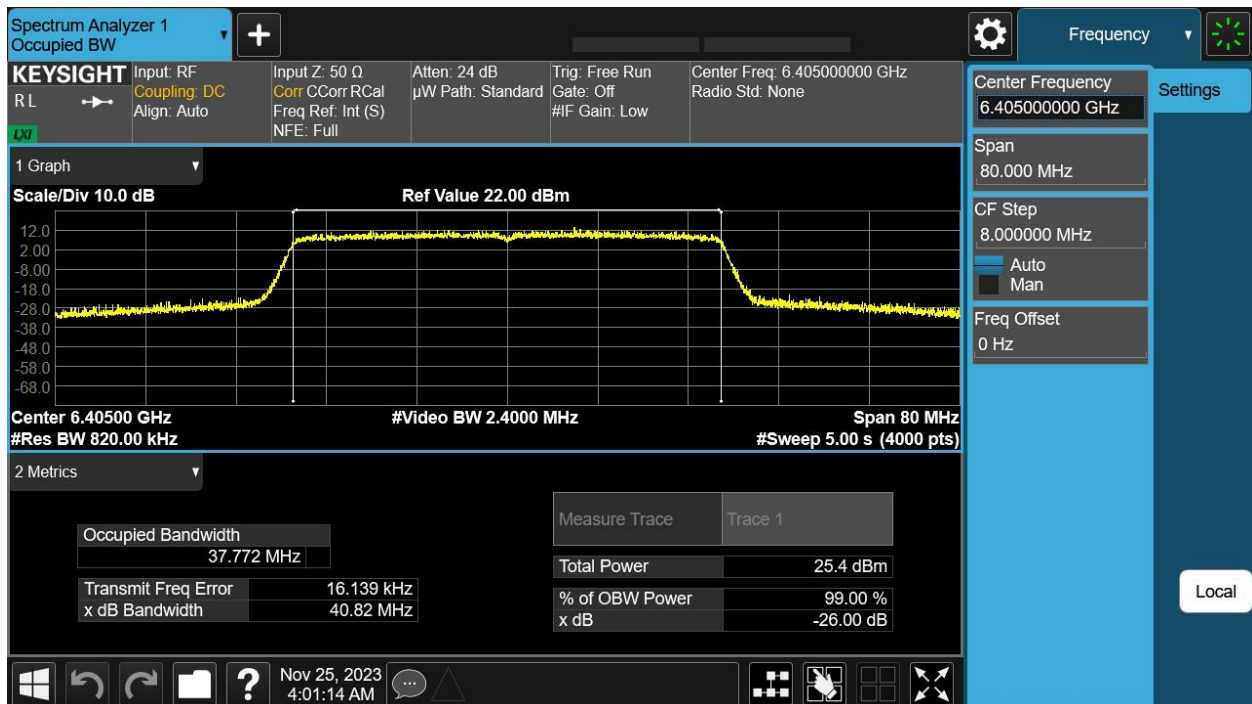 Spectrum Analyzer 1
Occupied BW
+
Frequency
KEYSIGHT
R L
LXI
Input: RF
Coupling: DC
Align: Auto
Input Z: 50 Ω
Corr CCorr RCal
Freq Ref: Int (S)
NFE: Full
Atten: 24 dB
µW Path: Standard
Trig: Free Run
Gate: Off
#IF Gain: Low
Center Freq: 6.405000000 GHz
Radio Std: None
Center Frequency
6.405000000 GHz
Settings
Span
80.000 MHz
CF Step
8.000000 MHz
Auto
Man
Freq Offset
0 Hz
Local
1 Graph
Scale/Div 10.0 dB
Ref Value 22.00 dBm
12.0
2.00
-8.00
-18.0
-28.0
-38.0
-48.0
-58.0
-68.0
Center 6.40500 GHz
#Video BW 2.4000 MHz
Span 80 MHz
#Res BW 820.00 kHz
#Sweep 5.00 s (4000 pts)
2 Metrics
Occupied Bandwidth
37.772 MHz
Transmit Freq Error 16.139 kHz
x dB Bandwidth 40.82 MHz
Measure Trace Trace 1
Total Power 25.4 dBm
% of OBW Power 99.00 %
x dB -26.00 dB
?
Nov 25, 2023
4:01:14 AM